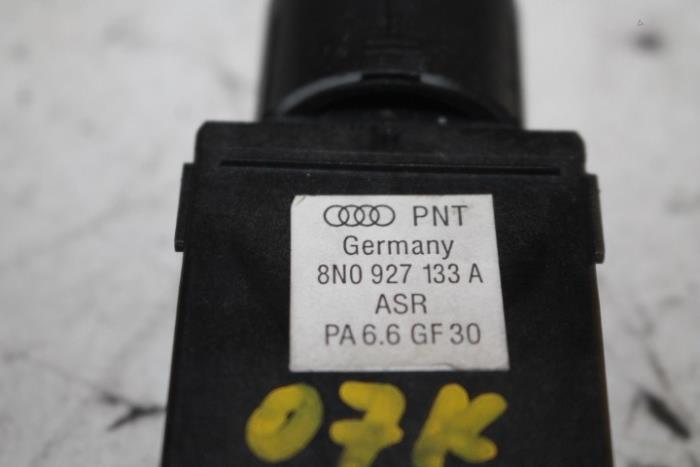 PNT
Germany
8N0 927 133 A
ASR
PA 6.6 GF 30
07K